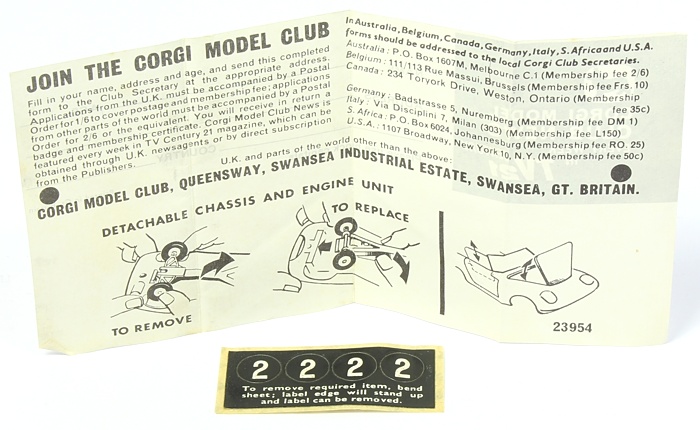 JOIN THE CORGI MODEL CLUB
Fill in your name, address and age, and send this completed
form to the Club Secretary at the appropriate address.
Applications from the U.K. must be accompanied by a Postal
Order for 1/6 to cover postage and membership fee; applications
from other parts of the world must be accompanied by a Postal
Order for 2/6 or the equivalent. You will receive in return a
badge and membership certificate. Corgi Model Club News is
featured every week in TV Century 21 magazine, which can be
obtained through U.K. newsagents or by direct subscription
from the Publishers.
In Australia, Belgium, Canada, Germany, Italy, S. Africa and U.S.A.
forms should be addressed to the local Corgi Club Secretaries.
Australia: P.O. Box 1607M, Melbourne C.1 (Membership fee 2/6)
Belgium: 111/113 Rue Massui, Brussels (Membership fee Frs. 10)
Canada: 234 Torvork Drive, Weston, Ontario (Membership
fee 35c)
Germany: Badstrasse 5, Nuremberg (Membership fee DM 1)
Italy: Via Disciplini 7, Milan (303) (Membership fee L150)
S. Africa: P.O. Box 6024, Johannesburg (Membership fee RO. 25)
U.S.A.: 1107 Broadway, New York 10, N.Y. (Membership fee 50c)
U.K. and parts of the world other than the above:
CORGI MODEL CLUB, QUEENSWAY, SWANSEA INDUSTRIAL ESTATE, SWANSEA, GT. BRITAIN.
DETACHABLE CHASSIS AND ENGINE UNIT
TO REPLACE
TO REMOVE
23954
2 2 2 2
To remove required item, bend
sheet; label edge will stand up
and label can be removed.